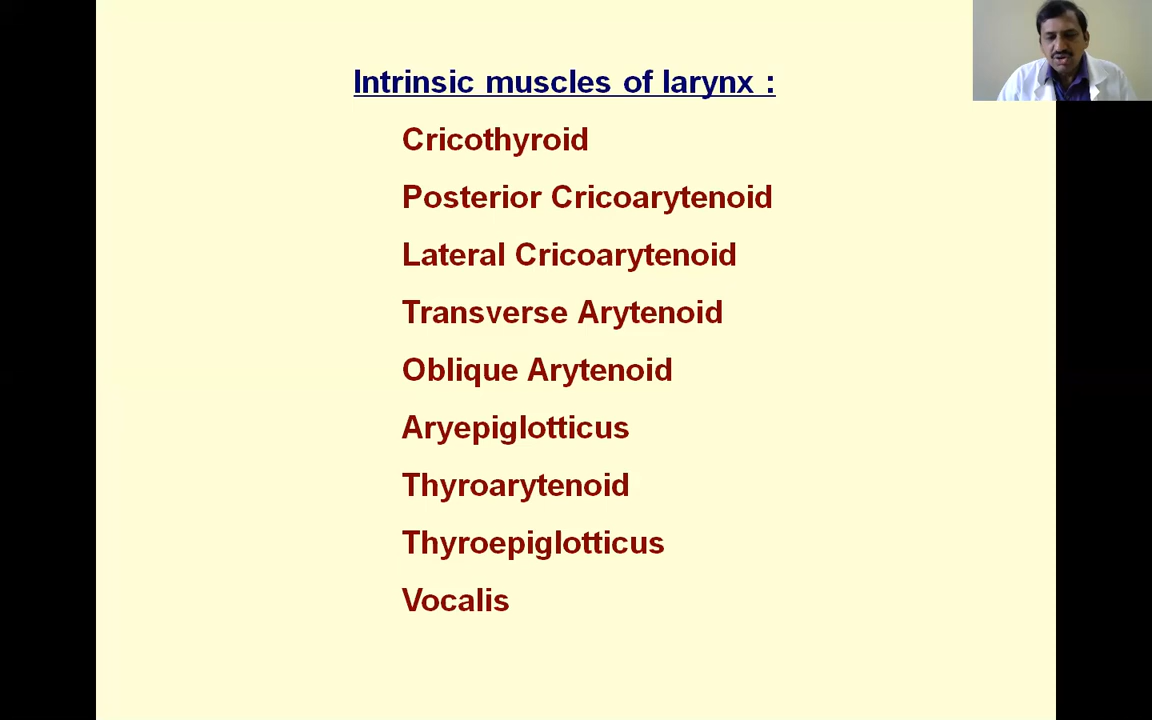 Intrinsic muscles of larynx :
Cricothyroid
Posterior Cricoarytenoid
Lateral Cricoarytenoid
Transverse Arytenoid
Oblique Arytenoid
Aryepiglotticus
Thyroarytenoid
Thyroepiglotticus
Vocalis